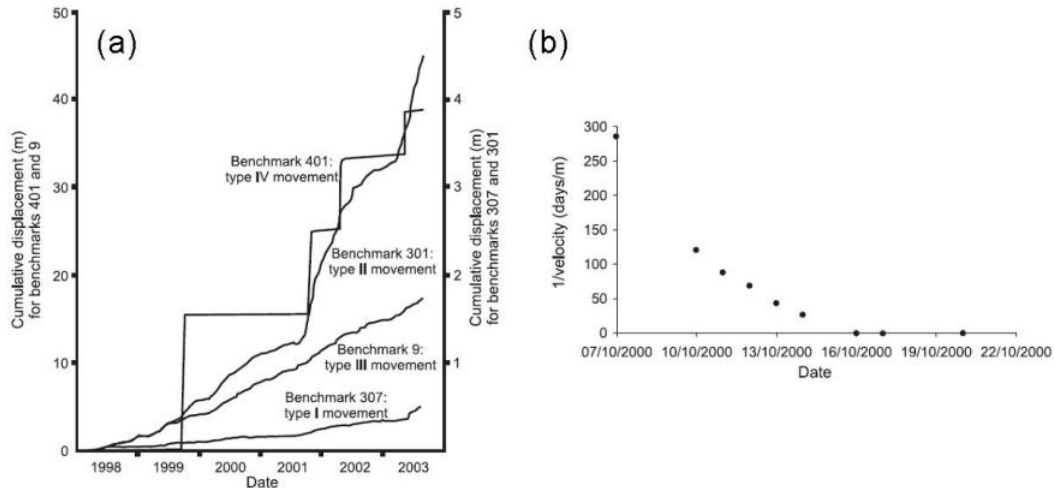 (a)
50
40
30
20
10
0
Cumulative displacement (m)
for benchmarks 401 and 9
5
4
3
2
1
Cumulative displacement (m)
for benchmarks 307 and 301
Benchmark 401:
type IV movement
Benchmark 301:
type II movement
Benchmark 9:
type III movement
Benchmark 307:
type I movement
1998 1999 2000 2001 2002 2003
Date
(b)
300
250
200
150
100
50
0
1/velocity (days/m)
07/10/2000 10/10/2000 13/10/2000 16/10/2000 19/10/2000 22/10/2000
Date